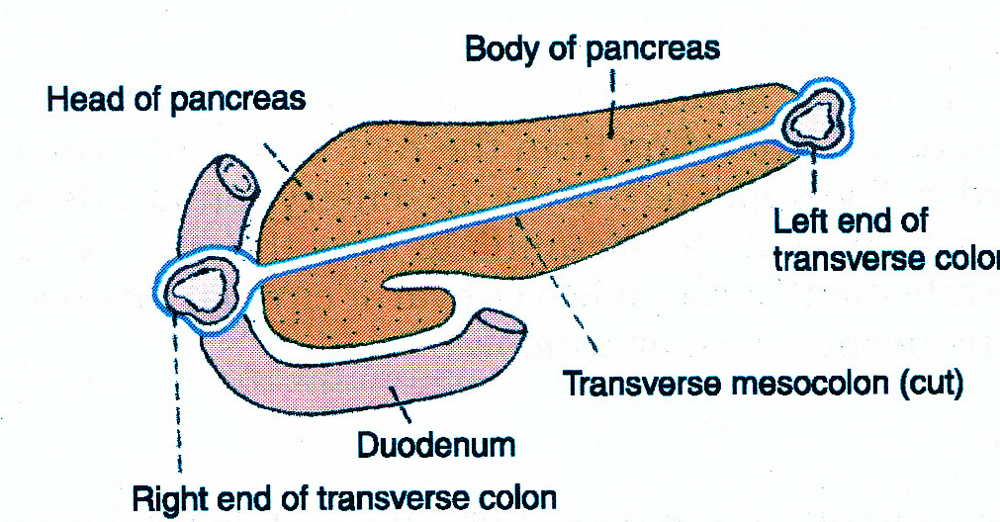 Body of pancreas
Head of pancreas
Left end of
transverse colo
Transverse mesocolon (cut)
Duodenum
Right end of transverse colon